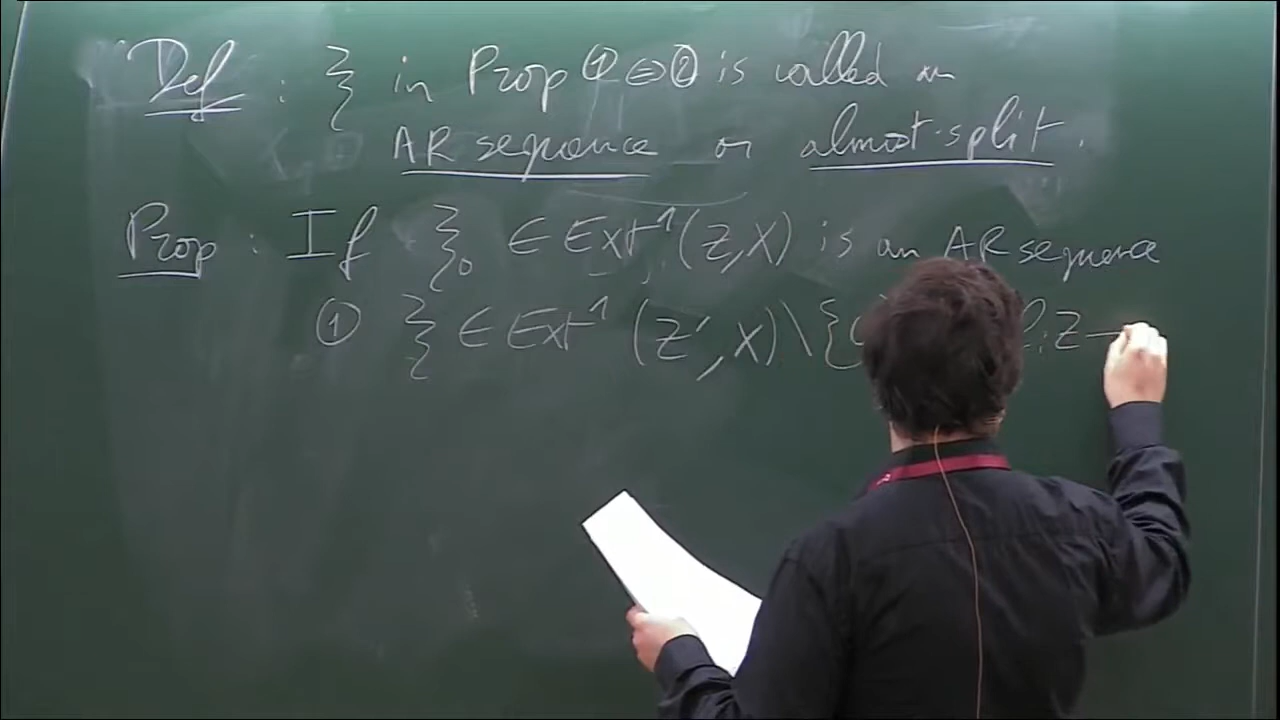 Def : ξ in Prop ① ⇔ ② is called an
AR sequence or almost-split.
Prop : If ξ₀ ∈ Ext¹(Z,X) is an AR sequence
① ξ ∈ Ext¹(Z',X)\{ Z